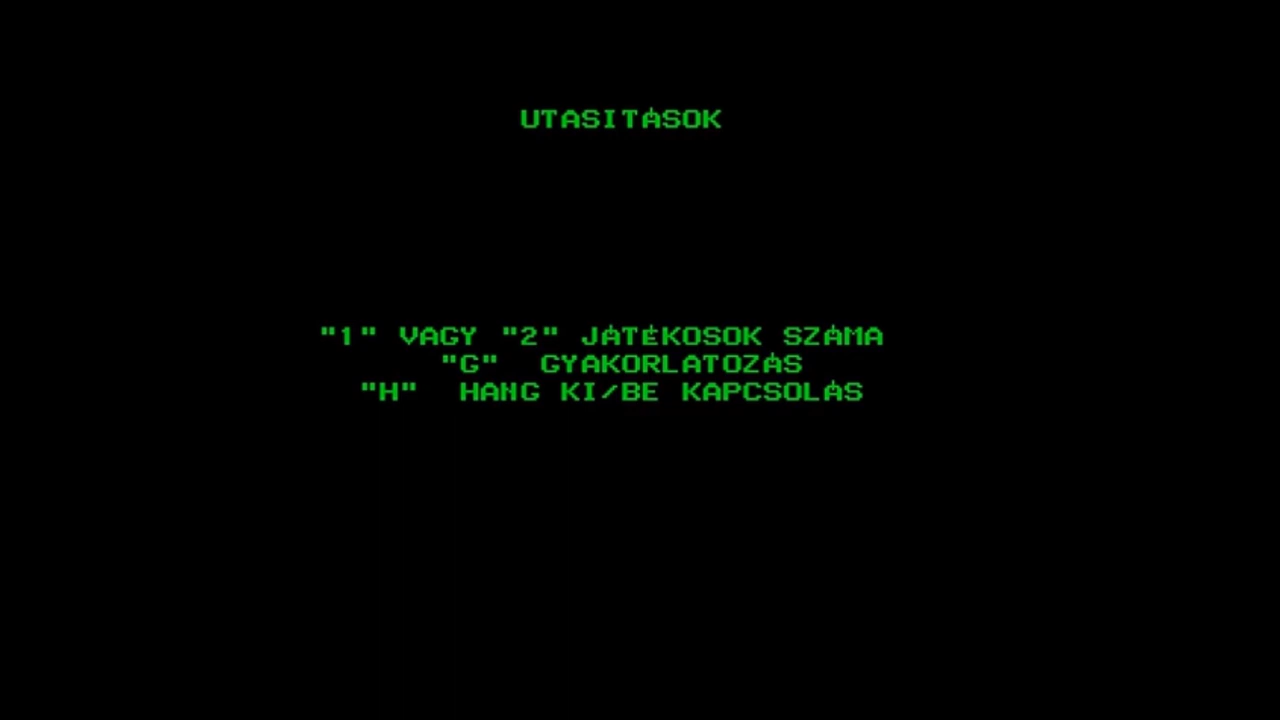 UTASITÁSOK
"1" VAGY "2" JÁTÉKOSOK SZÁMA
"G"  GYAKORLATOZÁS
"H"  HANG KI/BE KAPCSOLÁS